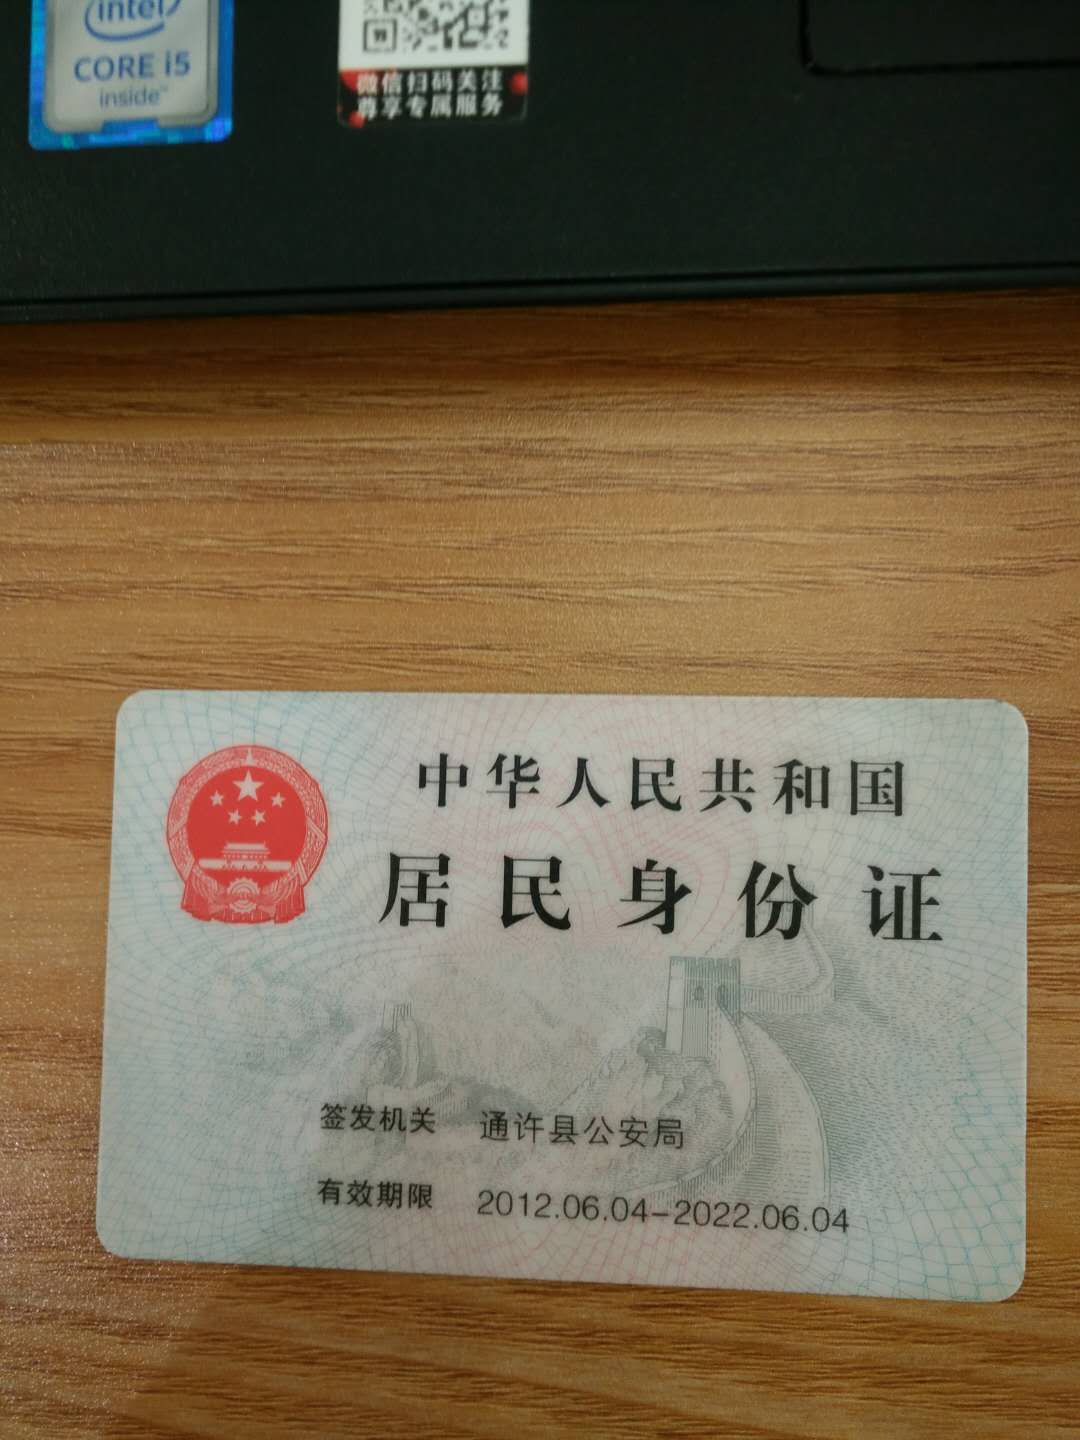 intel
CORE i5
inside™
微信扫码关注
尊享专属服务
中华人民共和国
居民身份证
签发机关 通许县公安局
有效期限 2012.06.04-2022.06.04